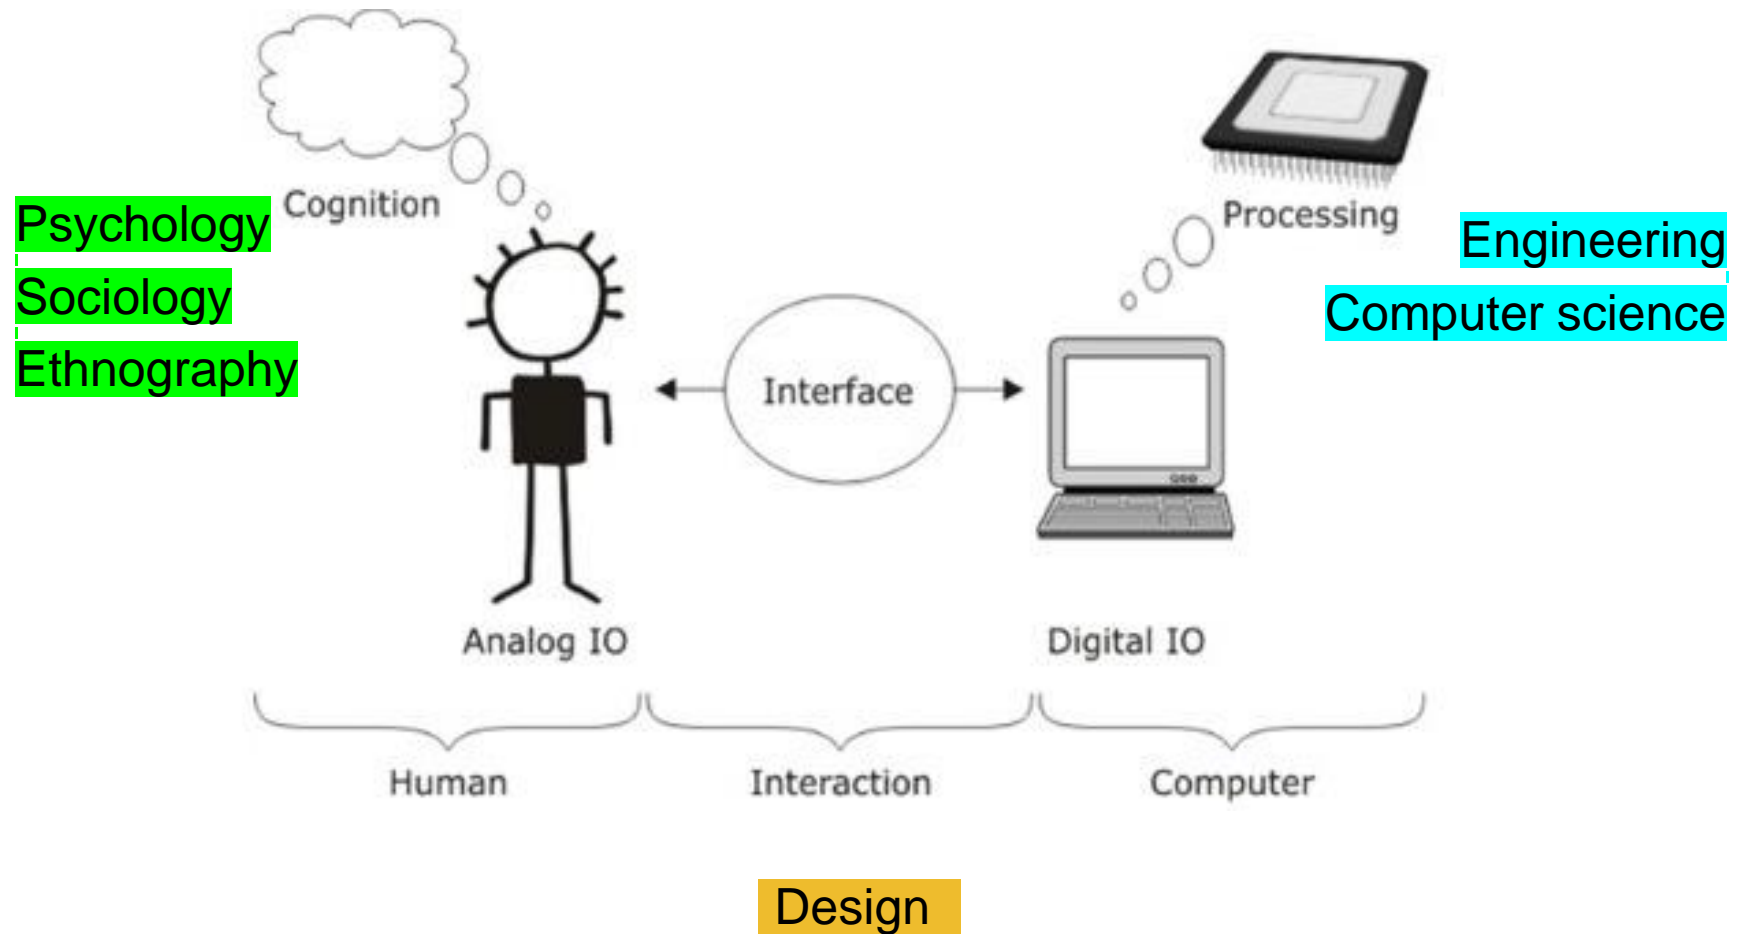 Cognition
Processing
Psychology
Sociology
Ethnography
Engineering
Computer science
Interface
Analog IO
Digital IO
Human
Interaction
Computer
Design